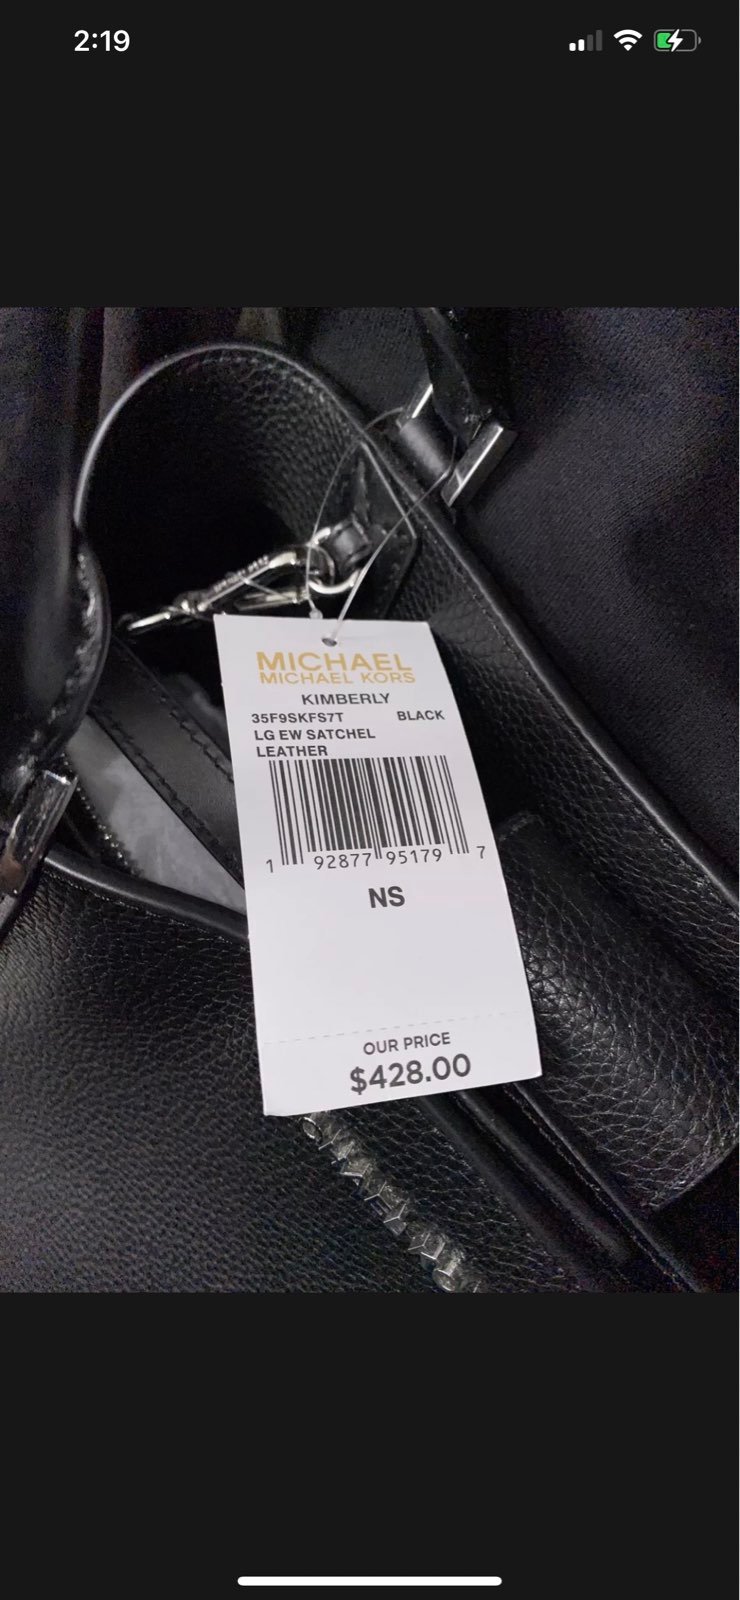 2:19
MICHAEL
MICHAEL KORS
KIMBERLY
35F9SKFS7T BLACK
LG EW SATCHEL
LEATHER
1 92877 95179 7
NS
OUR PRICE
$428.00